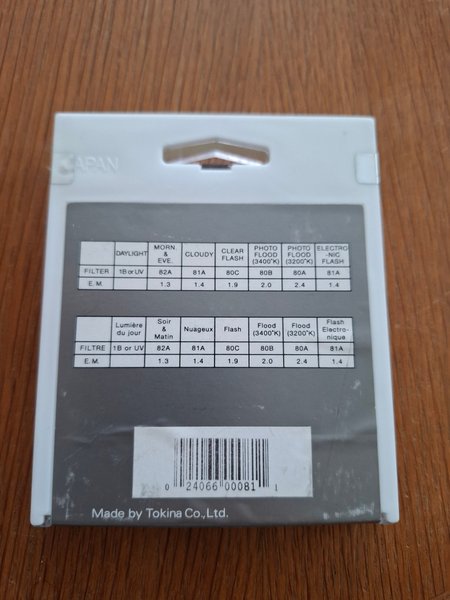 JAPAN
DAYLIGHT MORN. & EVE. CLOUDY CLEAR FLASH PHOTO FLOOD (3400°K) PHOTO FLOOD (3200°K) ELECTRO-NIC FLASH
FILTER 1B or UV 82A 81A 80C 80B 80A 81A
E.M. 1.3 1.4 1.9 2.0 2.4 1.4
Lumière du jour Soir & Matin Nuageux Flash Flood (3400°K) Flood (3200°K) Flash Electro-nique
FILTRE 1B or UV 82A 81A 80C 80B 80A 81A
E.M. 1.3 1.4 1.9 2.0 2.4 1.4
0 24066 00081 1
Made by Tokina Co., Ltd.